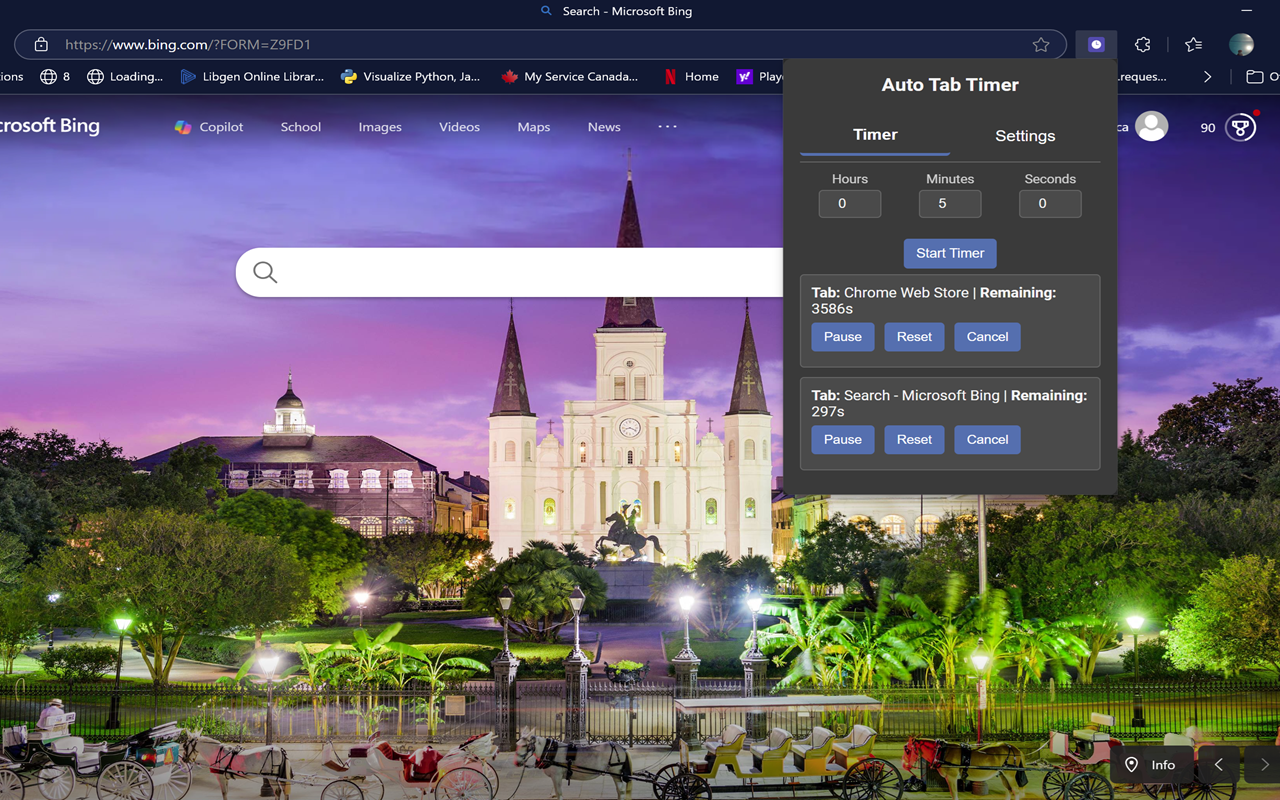 Search - Microsoft Bing
https://www.bing.com/?FORM=Z9FD1
ions 8 Loading... Libgen Online Librar... Visualize Python, Ja... My Service Canada... Home Play .reques... O
Auto Tab Timer
crosoft Bing Copilot School Images Videos Maps News ... ca 90
Timer Settings
Hours Minutes Seconds
0 5 0
Start Timer
Tab: Chrome Web Store | Remaining:
3586s
Pause Reset Cancel
Tab: Search - Microsoft Bing | Remaining:
297s
Pause Reset Cancel
Info